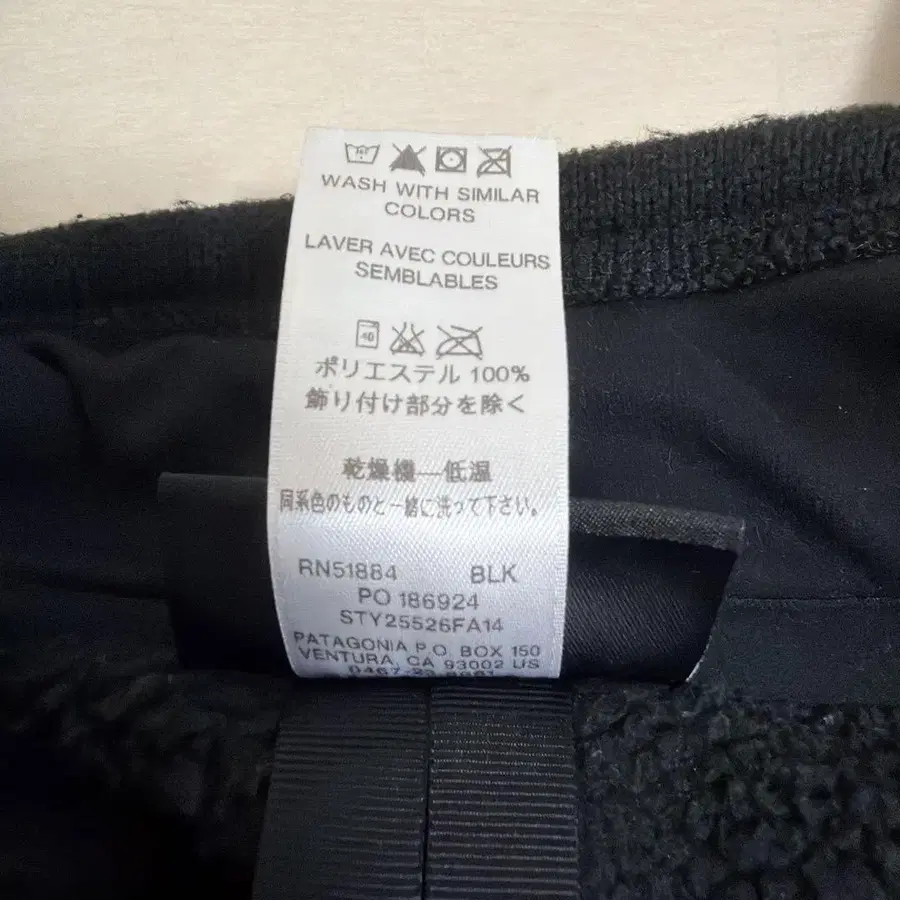 WASH WITH SIMILAR
COLORS
LAVER AVEC COULEURS
SEMBLABLES
40
ポリエステル 100%
飾り付け部分を除く
乾燥機―低温
同系色のものと一緒に洗って下さい。
RN51884 BLK
PO 186924
STY25526FA14
PATAGONIA P.O. BOX 150
VENTURA, CA 93002 US